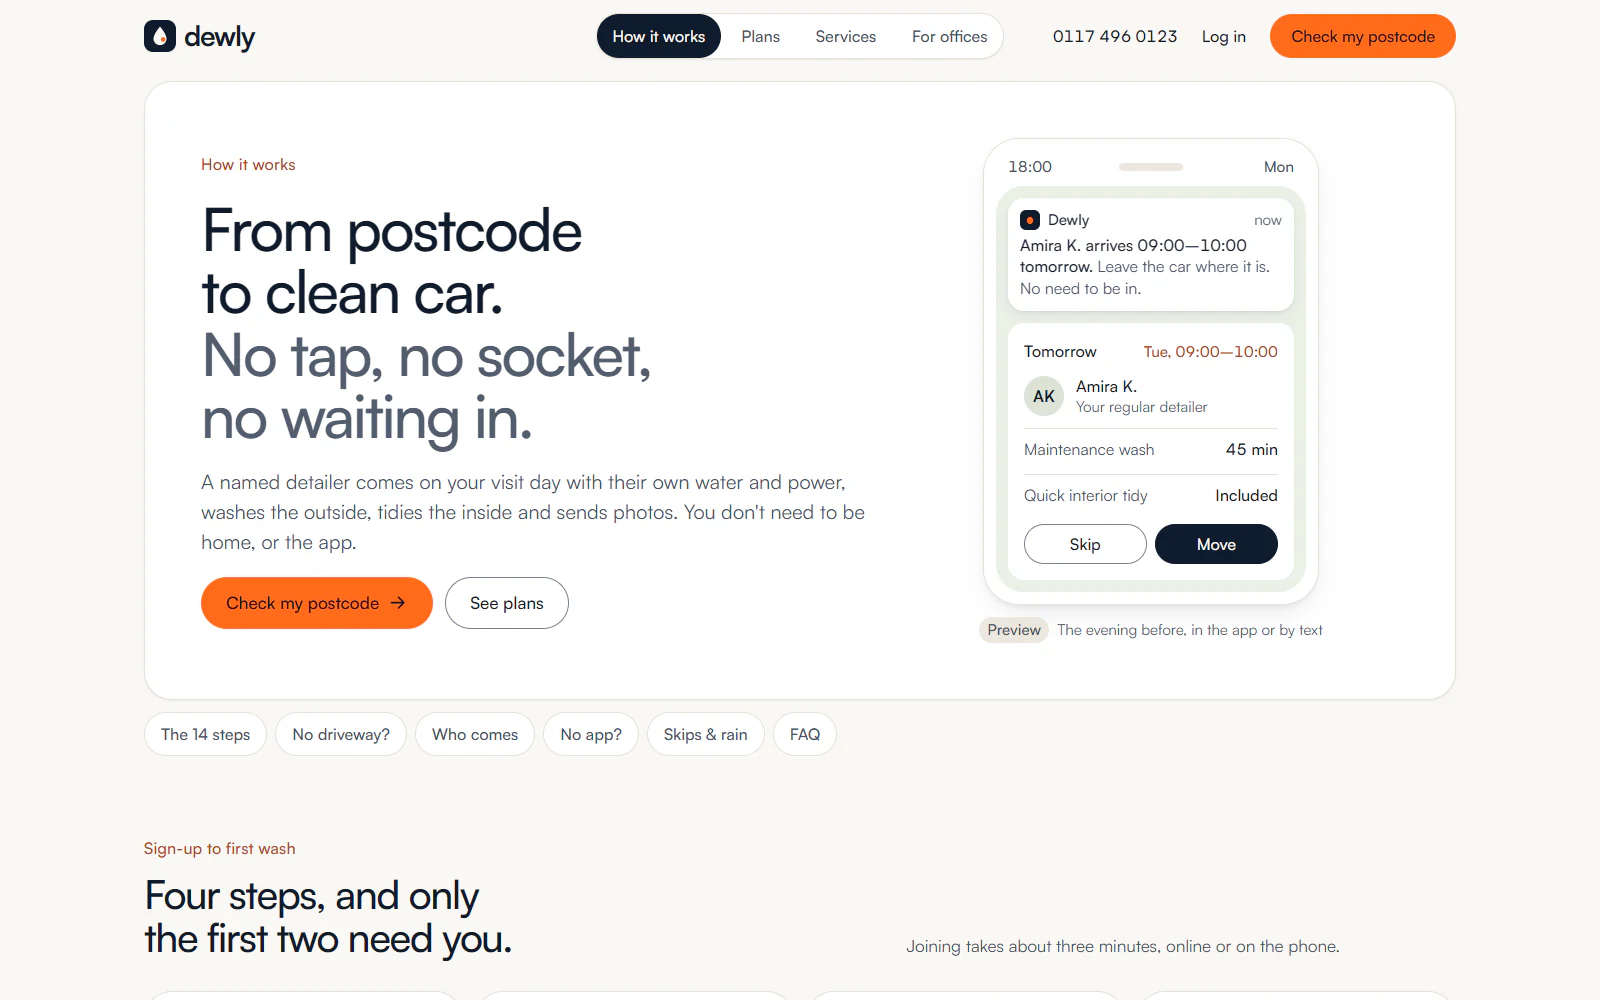 dewly
How it works
Plans
Services
For offices
0117 496 0123
Log in
Check my postcode
How it works
From postcode
to clean car.
No tap, no socket,
no waiting in.
A named detailer comes on your visit day with their own water and power,
washes the outside, tidies the inside and sends photos. You don't need to be
home, or the app.
Check my postcode →
See plans
18:00
Mon
Dewly
now
Amira K. arrives 09:00–10:00
tomorrow. Leave the car where it is.
No need to be in.
Tomorrow
Tue, 09:00–10:00
AK
Amira K.
Your regular detailer
Maintenance wash
45 min
Quick interior tidy
Included
Skip
Move
Preview
The evening before, in the app or by text
The 14 steps
No driveway?
Who comes
No app?
Skips & rain
FAQ
Sign-up to first wash
Four steps, and only
the first two need you.
Joining takes about three minutes, online or on the phone.